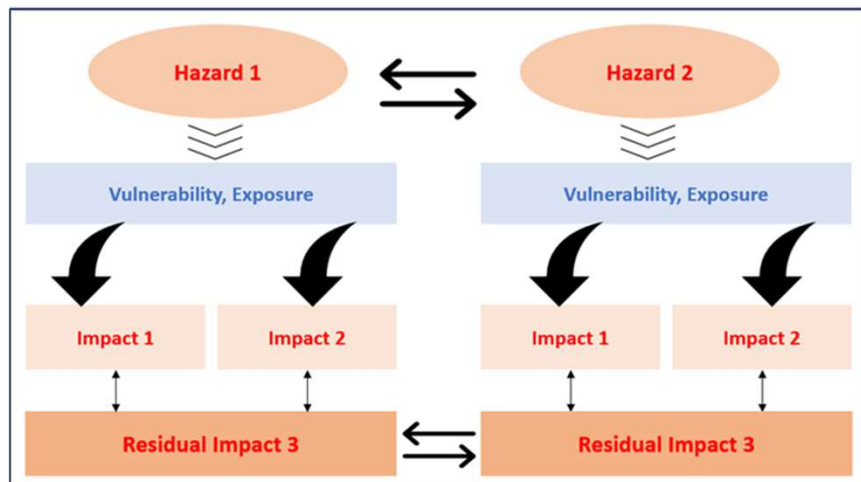 Hazard 1
Hazard 2
Vulnerability, Exposure
Vulnerability, Exposure
Impact 1
Impact 2
Impact 1
Impact 2
Residual Impact 3
Residual Impact 3